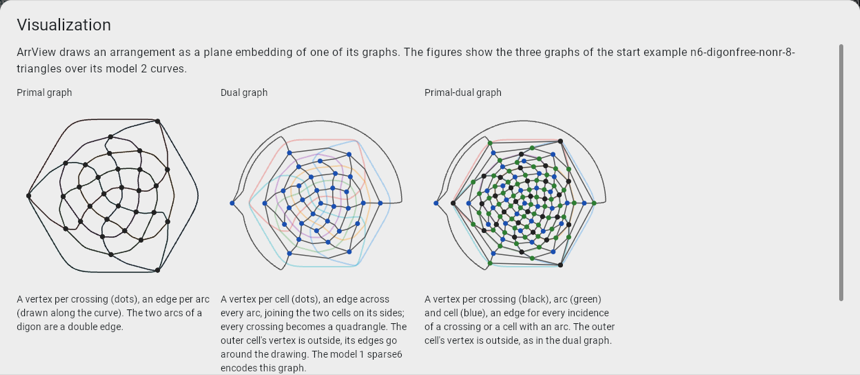 Visualization
ArrView draws an arrangement as a plane embedding of one of its graphs. The figures show the three graphs of the start example n6-digonfree-nonr-8-
triangles over its model 2 curves.
Primal graph
Dual graph
Primal-dual graph
A vertex per crossing (dots), an edge per arc
(drawn along the curve). The two arcs of a
digon are a double edge.
A vertex per cell (dots), an edge across
every arc, joining the two cells on its sides;
every crossing becomes a quadrangle. The
outer cell's vertex is outside, its edges go
around the drawing. The model 1 sparse6
encodes this graph.
A vertex per crossing (black), arc (green)
and cell (blue), an edge for every incidence
of a crossing or a cell with an arc. The outer
cell's vertex is outside, as in the dual graph.